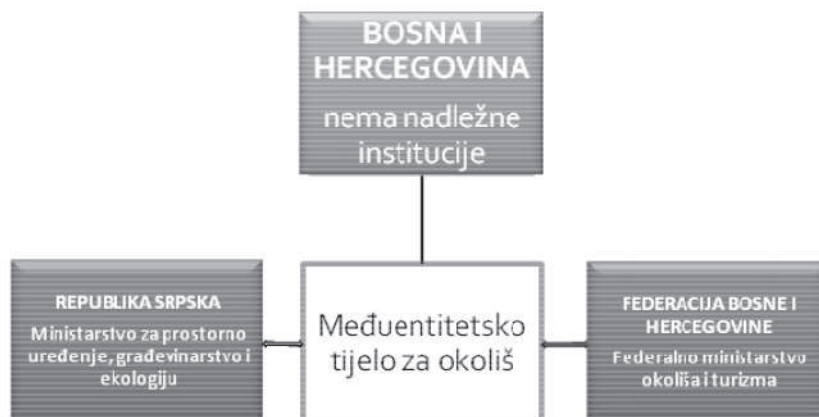 BOSNA I
HERCEGOVINA
nema nadležne
institucije
REPUBLIKA SRPSKA
Ministarstvo za prostorno
uređenje, građevinarstvo i
ekologiju
Međuentitetsko
tijelo za okoliš
FEDERACIJA BOSNE I
HERCEGOVINE
Federalno ministarstvo
okoliša i turizma